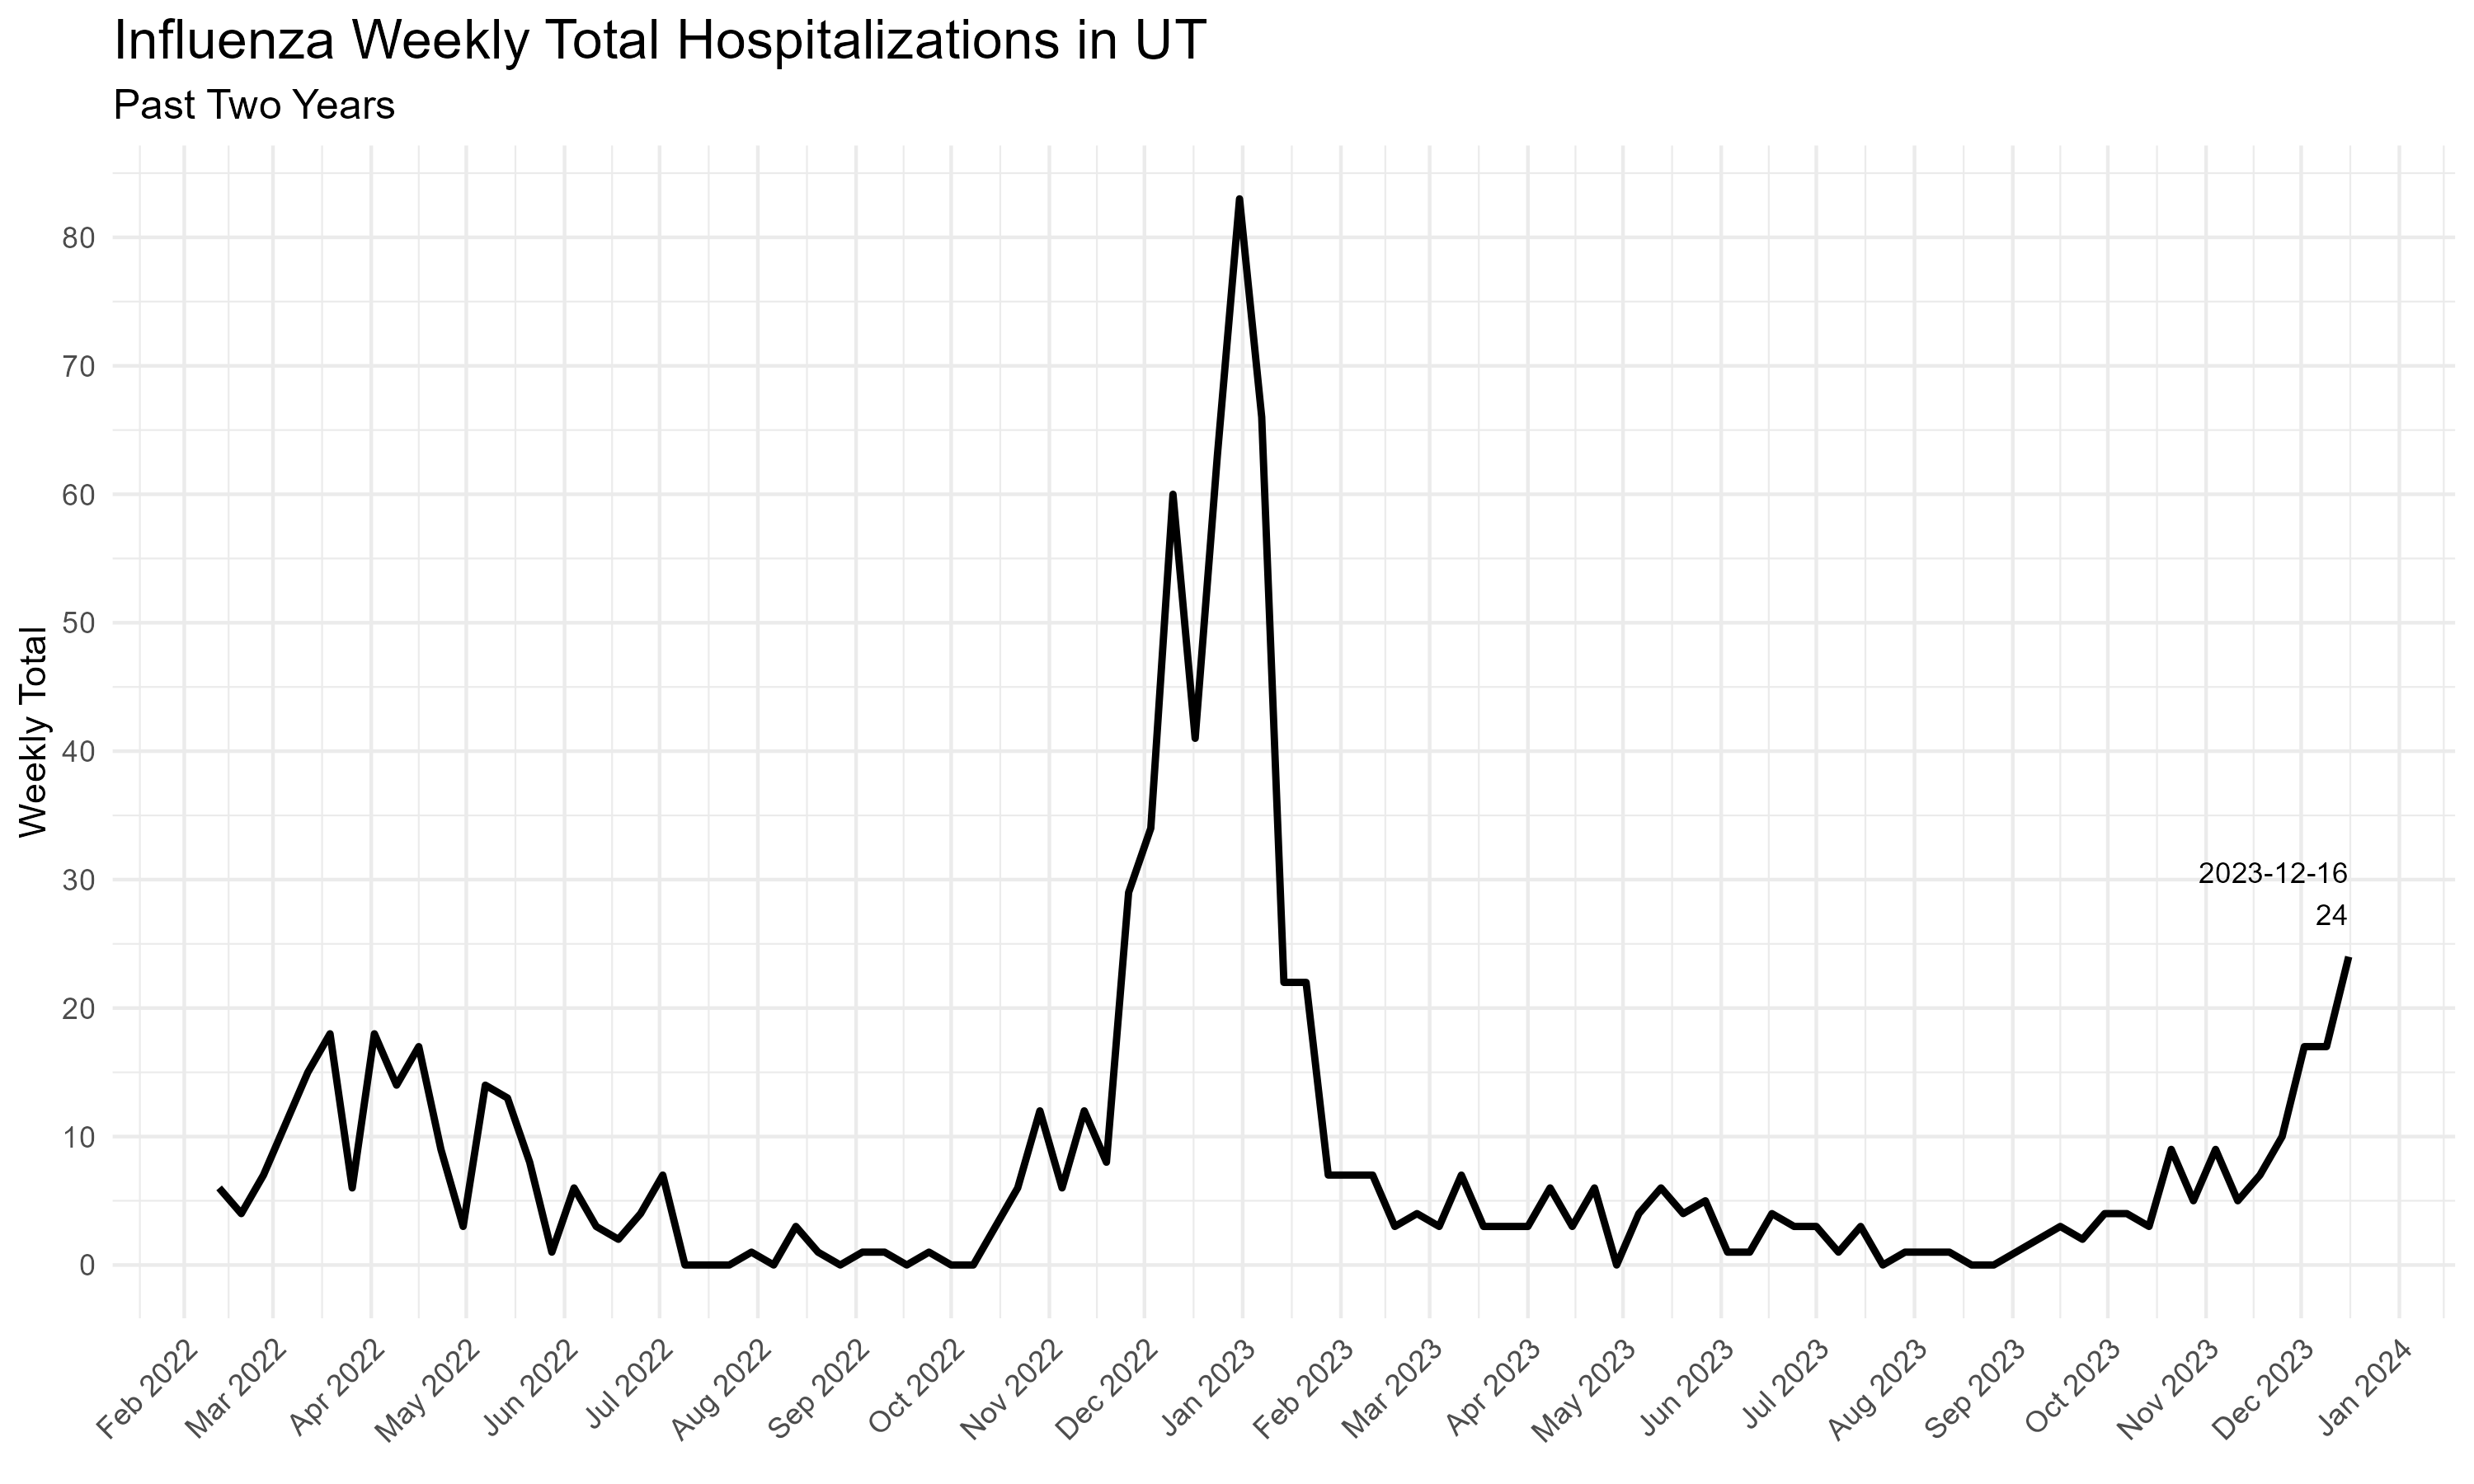 Influenza Weekly Total Hospitalizations in UT
Past Two Years
Weekly Total
80
70
60
50
40
30
20
10
0
2023-12-16
24
Feb 2022
Mar 2022
Apr 2022
May 2022
Jun 2022
Jul 2022
Aug 2022
Sep 2022
Oct 2022
Nov 2022
Dec 2022
Jan 2023
Feb 2023
Mar 2023
Apr 2023
May 2023
Jun 2023
Jul 2023
Aug 2023
Sep 2023
Oct 2023
Nov 2023
Dec 2023
Jan 2024